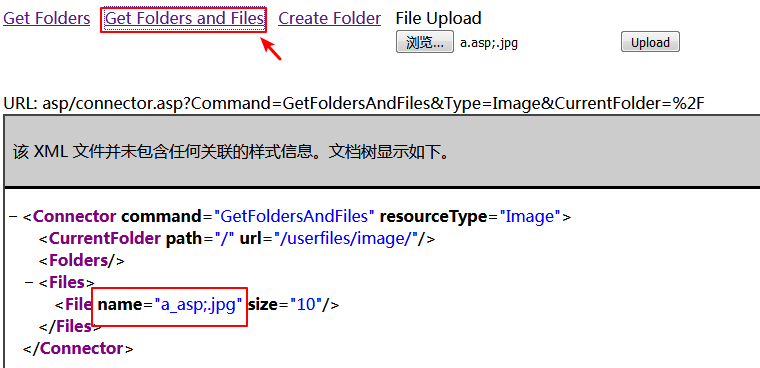 Get Folders Get Folders and Files Create Folder File Upload
浏览... a.asp;.jpg Upload
URL: asp/connector.asp?Command=GetFoldersAndFiles&Type=Image&CurrentFolder=%2F
该 XML 文件并未包含任何关联的样式信息。文档树显示如下。
− <Connector command="GetFoldersAndFiles" resourceType="Image">
<CurrentFolder path="/" url="/userfiles/image/"/>
<Folders/>
− <Files>
<File name="a_asp;.jpg" size="10"/>
</Files>
</Connector>